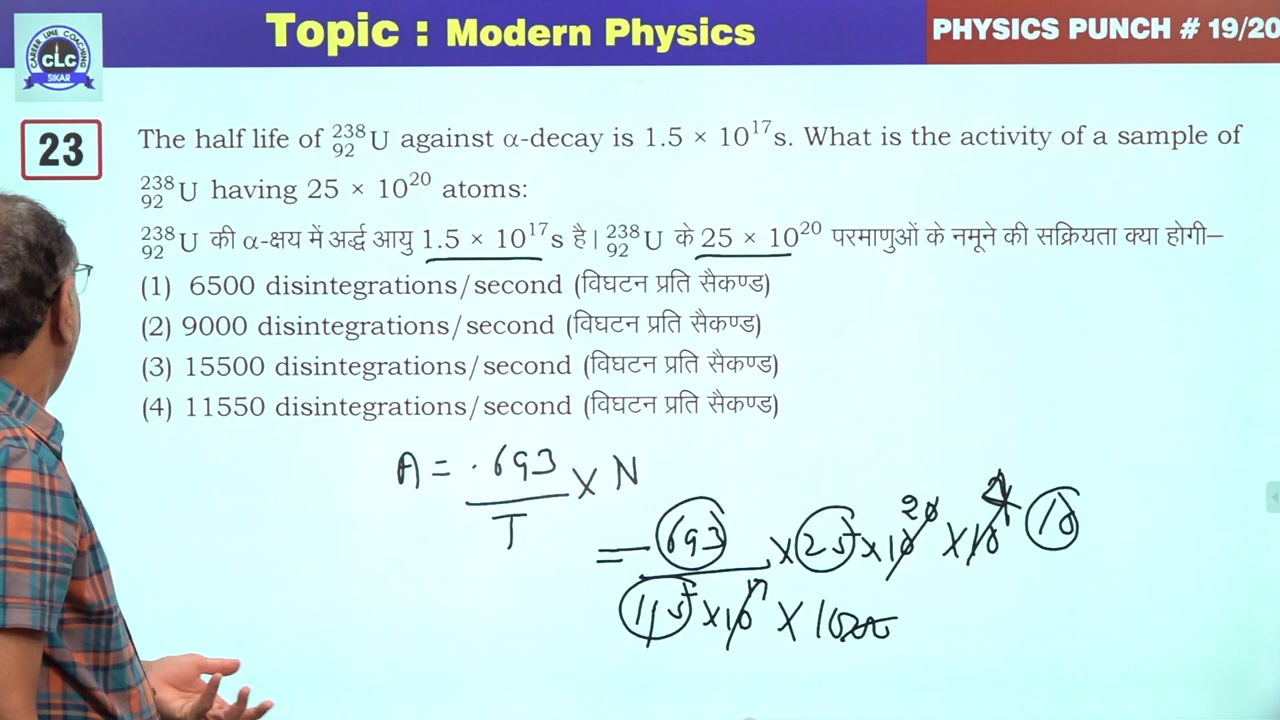 Topic : Modern Physics
PHYSICS PUNCH # 19/20
CAREER LINE COACHING
CLC
SIKAR
23
The half life of ²³⁸₉₂U against α-decay is 1.5 × 10¹⁷s. What is the activity of a sample of
²³⁸₉₂U having 25 × 10²⁰ atoms:
²³⁸₉₂U की α-क्षय में अर्द्ध आयु 1.5 × 10¹⁷s है। ²³⁸₉₂U के 25 × 10²⁰ परमाणुओं के नमूने की सक्रियता क्या होगी–
(1) 6500 disintegrations/second (विघटन प्रति सैकण्ड)
(2) 9000 disintegrations/second (विघटन प्रति सैकण्ड)
(3) 15500 disintegrations/second (विघटन प्रति सैकण्ड)
(4) 11550 disintegrations/second (विघटन प्रति सैकण्ड)
A = .693 × N
T
= 693 × 25 × 10²⁰ × 10 10
15 × 10 × 1000